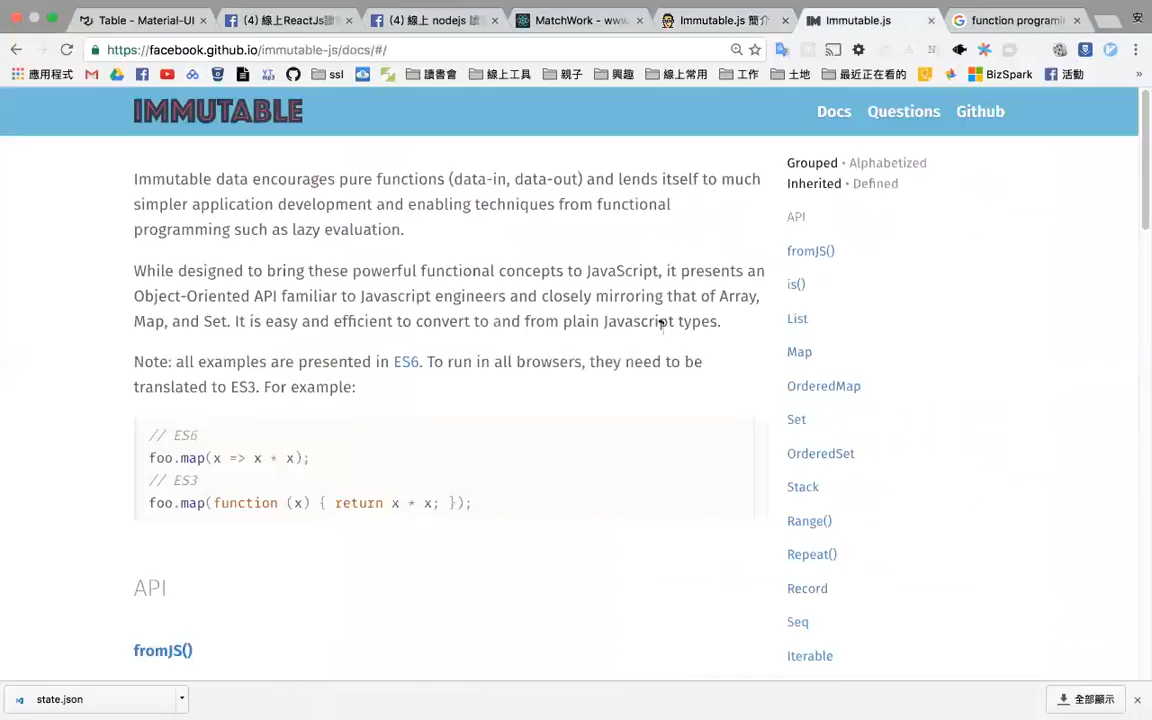 Table - Material-UI
(4) 線上ReactJs讀
(4) 線上 nodejs 讀
MatchWork - www
Immutable.js 簡介
Immutable.js
function programi
安
https://facebook.github.io/immutable-js/docs/#/
應用程式
ssl
讀書會
線上工具
親子
興趣
線上常用
工作
土地
最近正在看的
BizSpark
活動
»
IMMUTABLE
Docs Questions Github
Immutable data encourages pure functions (data-in, data-out) and lends itself to much
simpler application development and enabling techniques from functional
programming such as lazy evaluation.
While designed to bring these powerful functional concepts to JavaScript, it presents an
Object-Oriented API familiar to Javascript engineers and closely mirroring that of Array,
Map, and Set. It is easy and efficient to convert to and from plain Javascript types.
Note: all examples are presented in ES6. To run in all browsers, they need to be
translated to ES3. For example:
// ES6
foo.map(x => x * x);
// ES3
foo.map(function (x) { return x * x; });
API
fromJS()
Grouped • Alphabetized
Inherited • Defined
API
fromJS()
is()
List
Map
OrderedMap
Set
OrderedSet
Stack
Range()
Repeat()
Record
Seq
Iterable
state.json
全部顯示